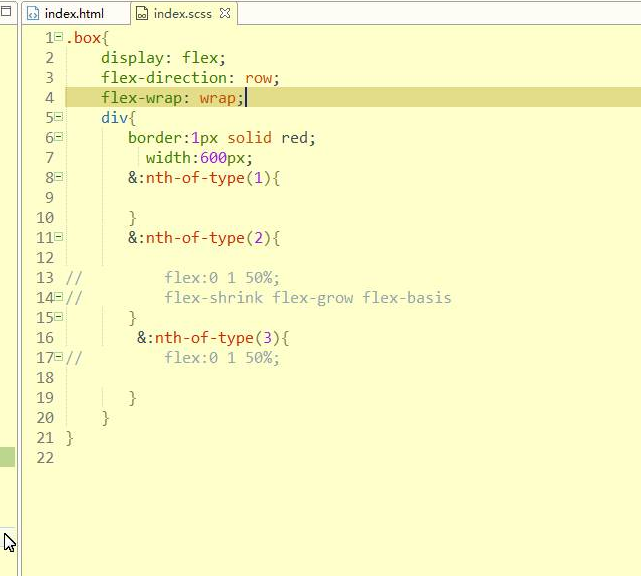 index.html index.scss
1 .box{
2 display: flex;
3 flex-direction: row;
4 flex-wrap: wrap;
5 div{
6 border:1px solid red;
7 width:600px;
8 &:nth-of-type(1){
9
10 }
11 &:nth-of-type(2){
12
13 // flex:0 1 50%;
14 // flex-shrink flex-grow flex-basis
15 }
16 &:nth-of-type(3){
17 // flex:0 1 50%;
18
19 }
20 }
21 }
22